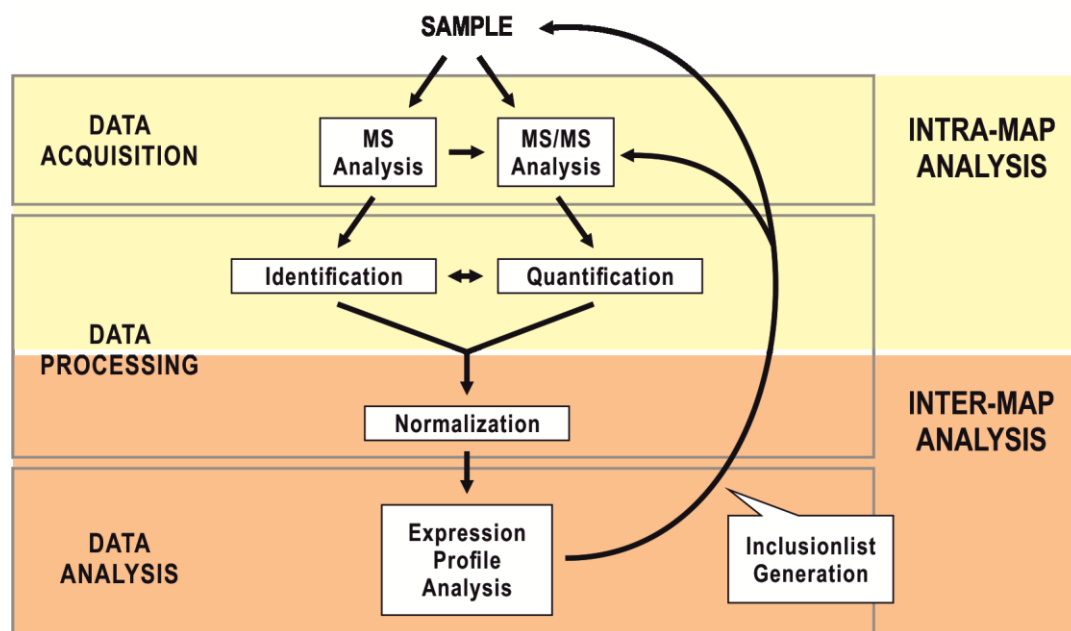 SAMPLE
DATA
ACQUISITION
MS
Analysis
MS/MS
Analysis
INTRA-MAP
ANALYSIS
Identification
Quantification
DATA
PROCESSING
Normalization
INTER-MAP
ANALYSIS
DATA
ANALYSIS
Expression
Profile
Analysis
Inclusionlist
Generation